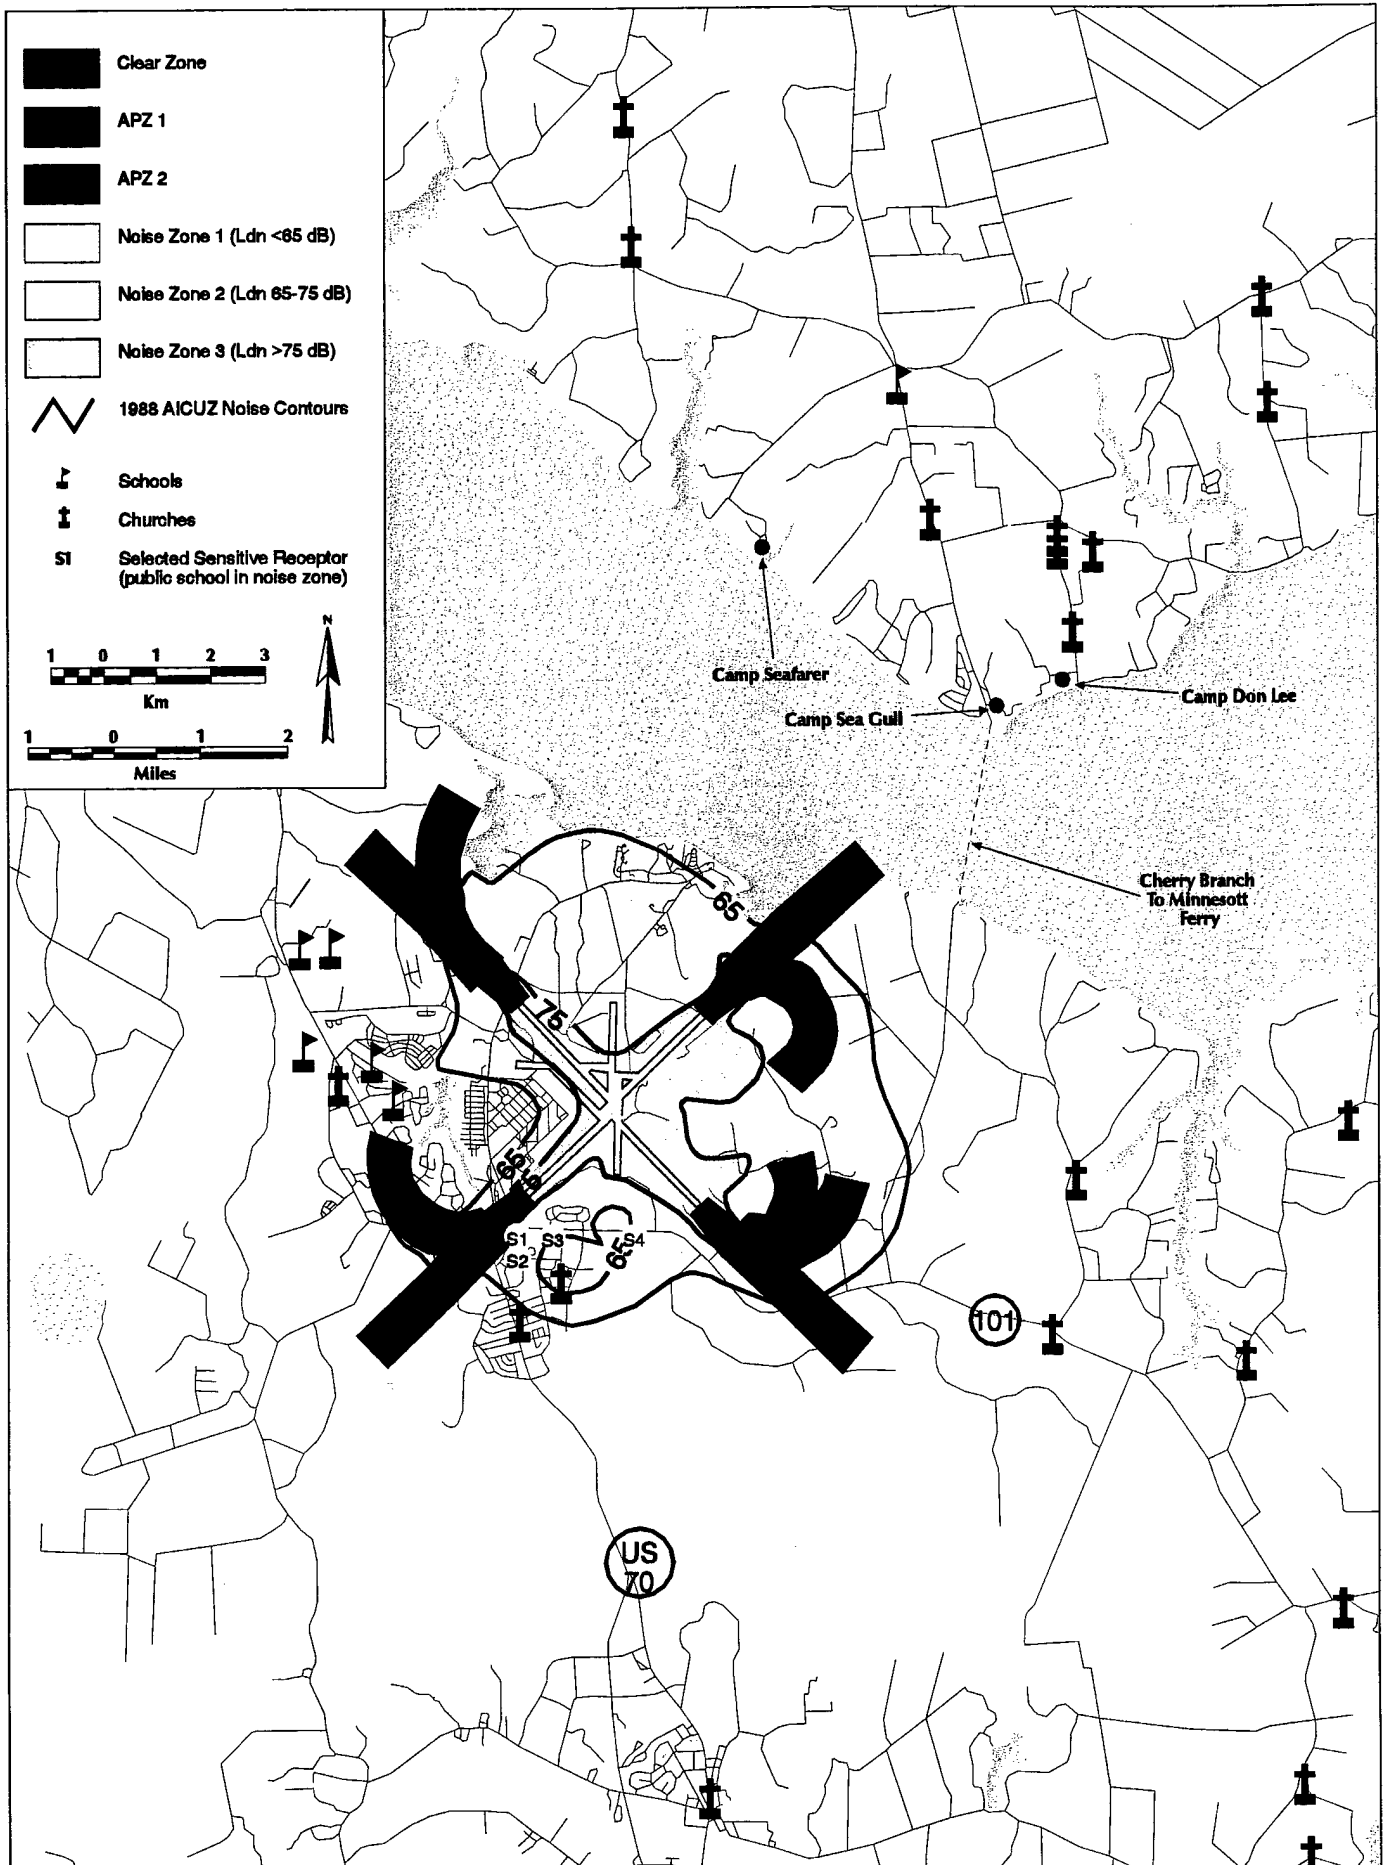 Clear Zone
APZ 1
APZ 2
Noise Zone 1 (Ldn <65 dB)
Noise Zone 2 (Ldn 65-75 dB)
Noise Zone 3 (Ldn >75 dB)
1988 AICUZ Noise Contours
Schools
Churches
S1 Selected Sensitive Receptor
(public school in noise zone)
N
1 0 1 2 3
Km
1 0 1 2
Miles
Camp Seafarer
Camp Sea Gull
Camp Don Lee
Cherry Branch
To Minnesott
Ferry
65
75
65
S1 S3 S4
S2
65
101
US
70